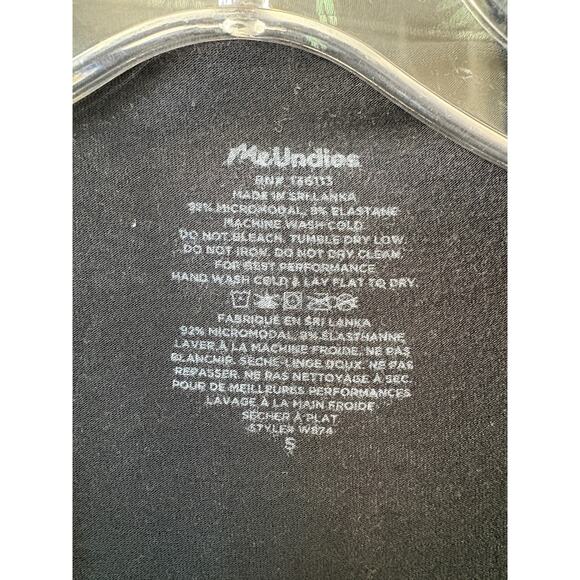 MeUndies
RN# 136113
MADE IN SRI LANKA
92% MICROMODAL, 8% ELASTANE
MACHINE WASH COLD
DO NOT BLEACH. TUMBLE DRY LOW.
DO NOT IRON. DO NOT DRY CLEAN.
FOR BEST PERFORMANCE
HAND WASH COLD & LAY FLAT TO DRY.
FABRIQUÉ EN SRI LANKA
92% MICROMODAL, 8% ELASTHANNE
LAVER À LA MACHINE FROIDE. NE PAS
BLANCHIR. SÈCHE-LINGE DOUX. NE PAS
REPASSER. NE PAS NETTOYAGE À SEC.
POUR DE MEILLEURES PERFORMANCES
LAVAGE À LA MAIN FROIDE
SÉCHER À PLAT.
STYLE# W874
S